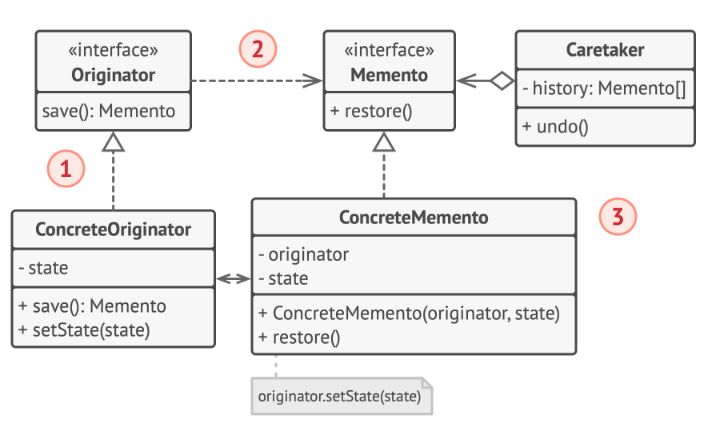 «interface»
Originator
save(): Memento
2
«interface»
Memento
+ restore()
Caretaker
- history: Memento[]
+ undo()
1
ConcreteOriginator
- state
+ save(): Memento
+ setState(state)
ConcreteMemento
- originator
- state
+ ConcreteMemento(originator, state)
+ restore()
3
originator.setState(state)